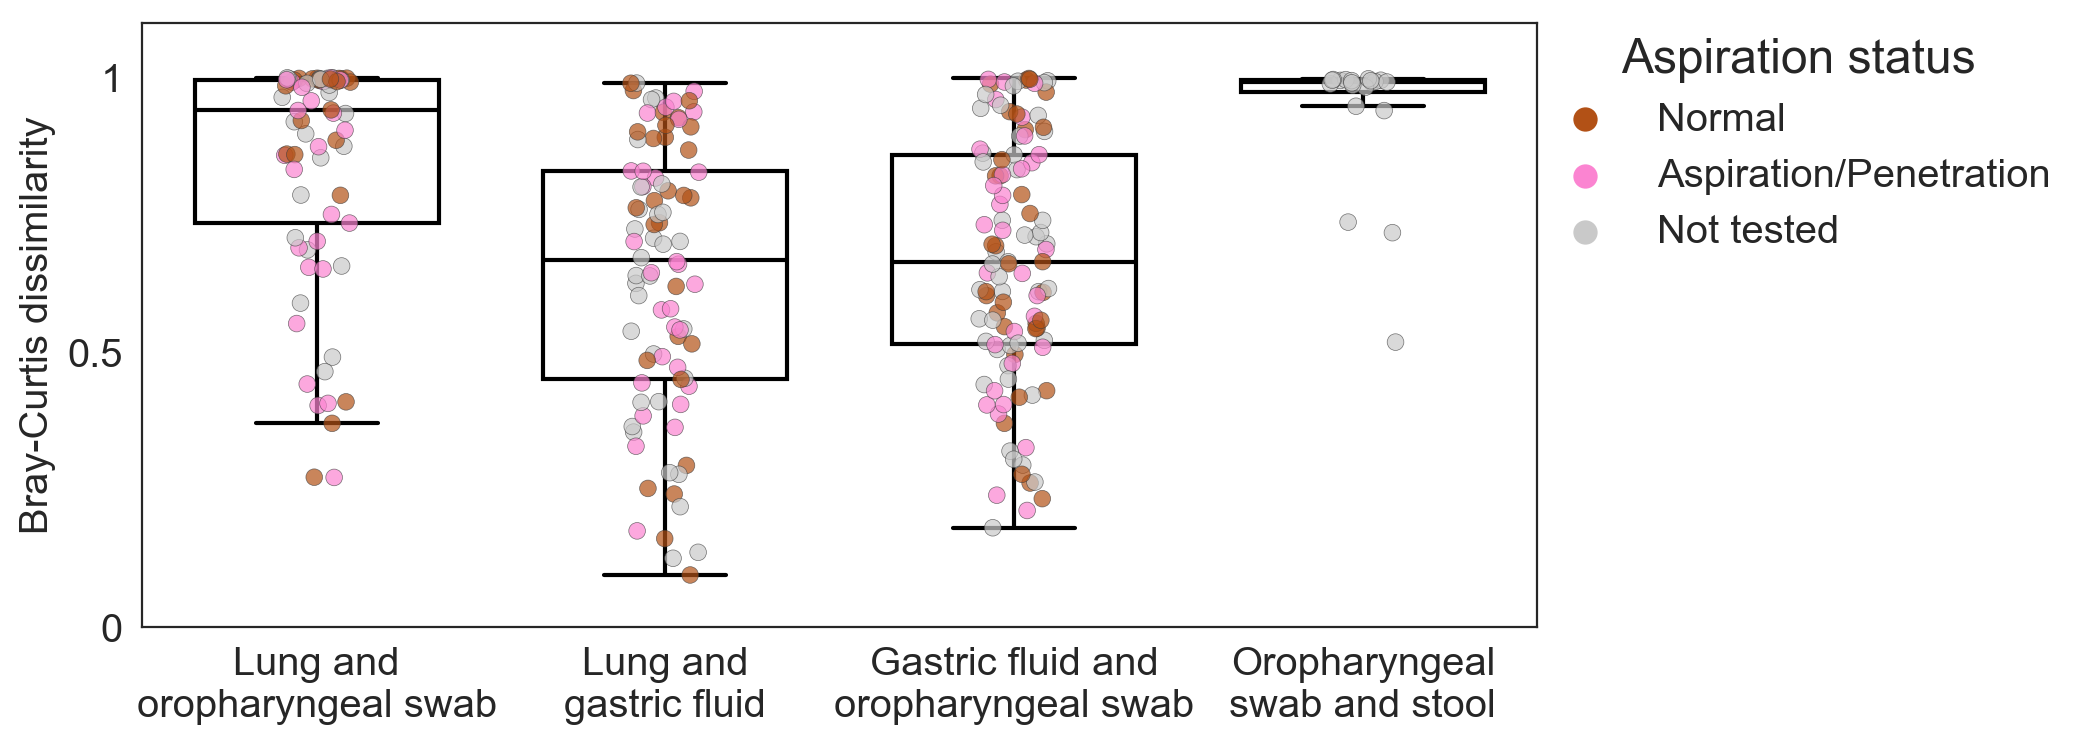 Bray-Curtis dissimilarity
1
0.5
0
Lung and
oropharyngeal swab
Lung and
gastric fluid
Gastric fluid and
oropharyngeal swab
Oropharyngeal
swab and stool
Aspiration status
Normal
Aspiration/Penetration
Not tested